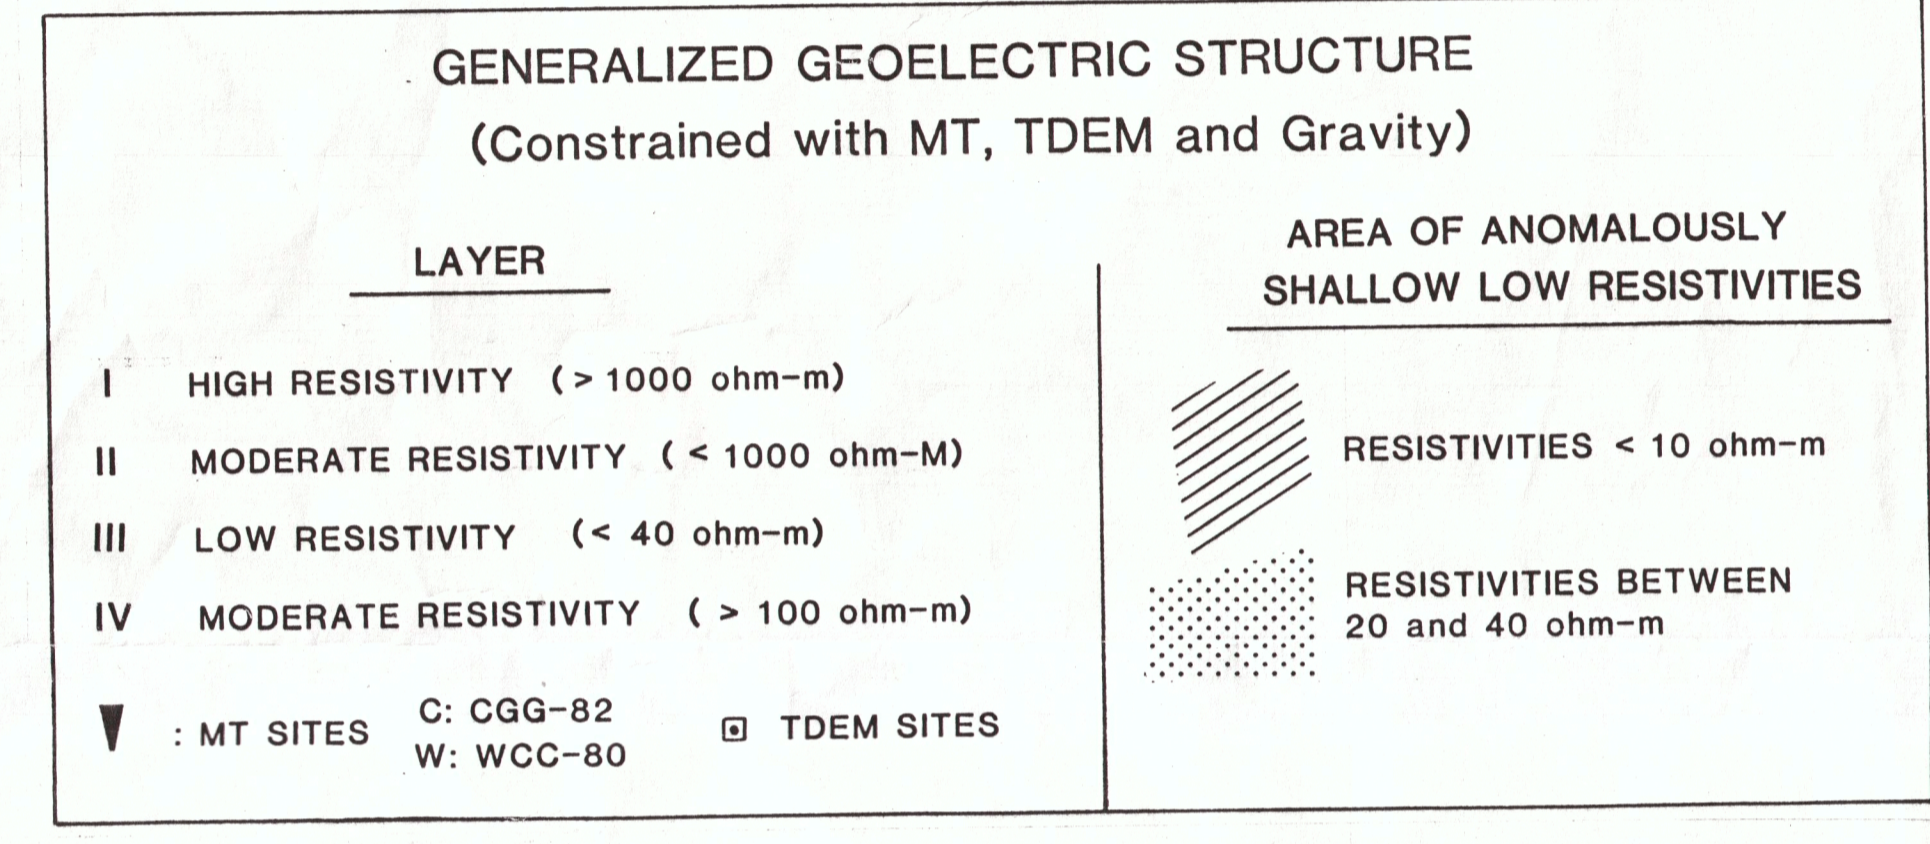 GENERALIZED GEOELECTRIC STRUCTURE
(Constrained with MT, TDEM and Gravity)
LAYER
I HIGH RESISTIVITY (> 1000 ohm-m)
II MODERATE RESISTIVITY (< 1000 ohm-M)
III LOW RESISTIVITY (< 40 ohm-m)
IV MODERATE RESISTIVITY (> 100 ohm-m)
: MT SITES
C: CGG-82
W: WCC-80
TDEM SITES
AREA OF ANOMALOUSLY
SHALLOW LOW RESISTIVITIES
RESISTIVITIES < 10 ohm-m
RESISTIVITIES BETWEEN
20 and 40 ohm-m